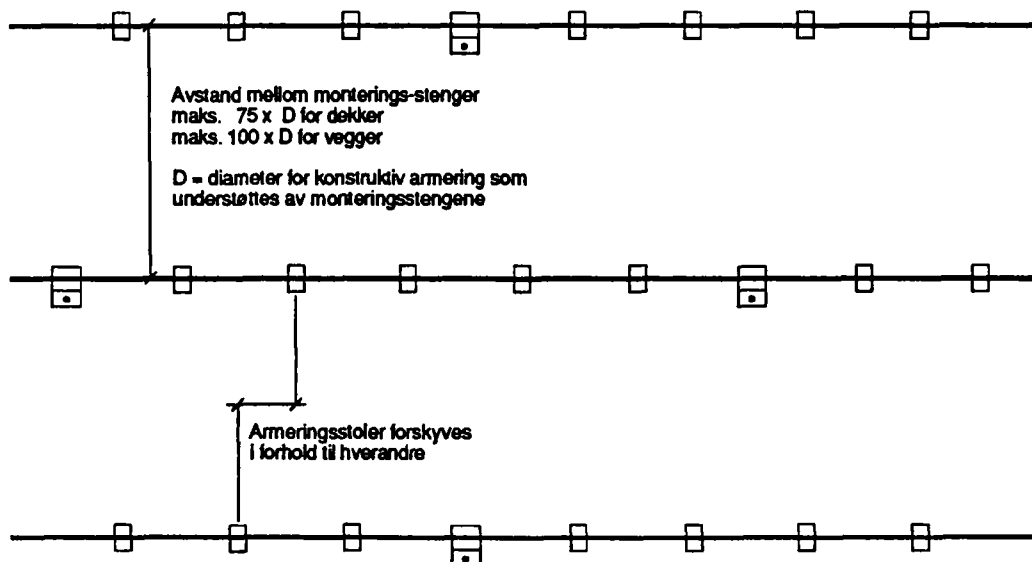 Avstand mellom monterings-stenger
maks. 75 x D for dekker
maks. 100 x D for vegger
D = diameter for konstruktiv armering som
understøttes av monteringsstengene
Armeringsstoler forskyves
i forhold til hverandre